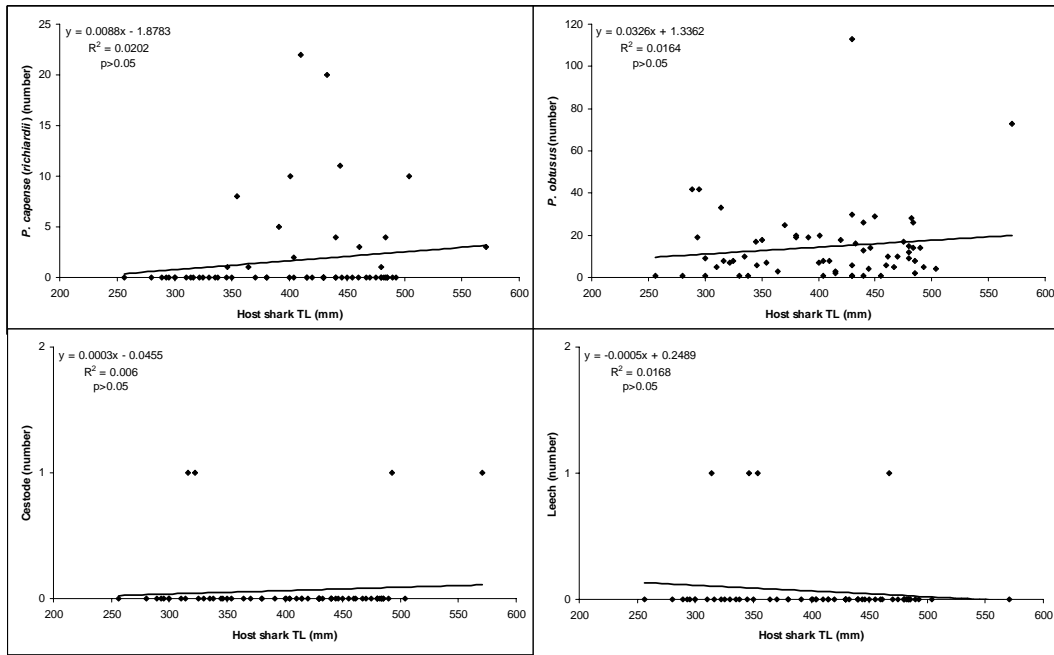 y = 0.0088x - 1.8783
R² = 0.0202
p>0.05
P. capense (richiardii) (number)
25
20
15
10
5
0
200 250 300 350 400 450 500 550 600
Host shark TL (mm)
y = 0.0326x + 1.3362
R² = 0.0164
p>0.05
P. obtusus (number)
120
100
80
60
40
20
0
200 250 300 350 400 450 500 550 600
Host shark TL (mm)
y = 0.0003x - 0.0455
R² = 0.006
p>0.05
Cestode (number)
2
1
0
200 250 300 350 400 450 500 550 600
Host shark TL (mm)
y = -0.0005x + 0.2489
R² = 0.0168
p>0.05
Leech (number)
2
1
0
200 250 300 350 400 450 500 550 600
Host shark TL (mm)